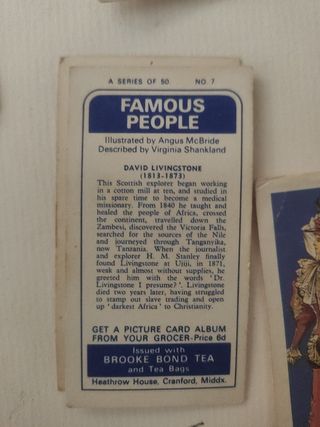 A SERIES OF 50 NO. 7
FAMOUS
PEOPLE
Illustrated by Angus McBride
Described by Virginia Shankland
DAVID LIVINGSTONE
(1813-1873)
This Scottish explorer began working
in a cotton mill at ten, and studied in
his spare time to become a medical
missionary. From 1840 he taught and
healed the people of Africa, crossed
the continent, travelled down the
Zambesi, discovered the Victoria Falls,
searched for the sources of the Nile
and journeyed through Tanganyika,
now Tanzania. When the journalist
and explorer H. M. Stanley finally
found Livingstone at Ujiji, in 1871,
weak and almost without supplies, he
greeted him with the words 'Dr.
Livingstone I presume?'. Livingstone
died two years later, having struggled
to stamp out slave trading and open
up 'darkest Africa' to Christianity.
GET A PICTURE CARD ALBUM
FROM YOUR GROCER-Price 6d
Issued with
BROOKE BOND TEA
and Tea Bags
Heathrow House, Cranford, Middx.